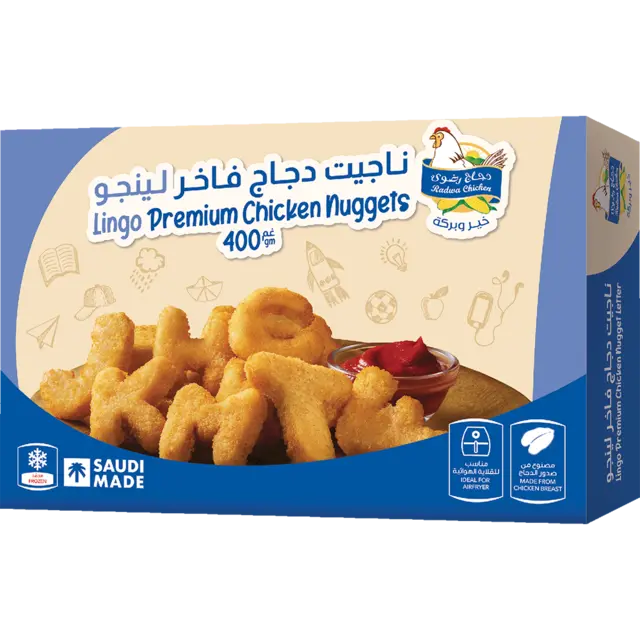 ناجيت دجاج فاخر لينجو
Lingo Premium Chicken Nuggets
400 غم gm
دجاج رضوى
Radwa Chicken
خير وبركة
FROZEN
SAUDI
MADE
مناسب
للقلاية الهوائية
IDEAL FOR
AIRFRYER
مصنوع من
صدور الدجاج
MADE FROM
CHICKEN BREAST
ناجيت دجاج فاخر لينجو
Lingo Premium Chicken Nugget Letter